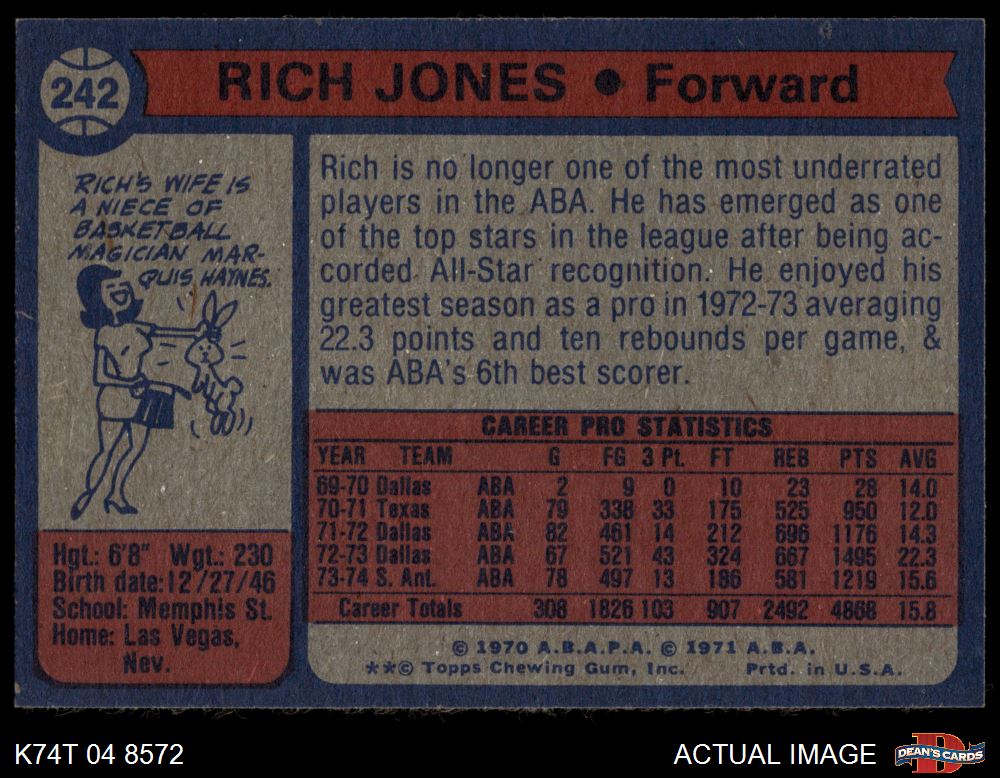 242
RICH JONES ● Forward
RICH'S WIFE IS
A NIECE OF
BASKETBALL
MAGICIAN MAR-
QUIS HAYNES.
Hgt.: 6'8" Wgt.: 230
Birth date: 12/27/46
School: Memphis St.
Home: Las Vegas,
Nev.
Rich is no longer one of the most underrated
players in the ABA. He has emerged as one
of the top stars in the league after being ac-
corded All-Star recognition. He enjoyed his
greatest season as a pro in 1972-73 averaging
22.3 points and ten rebounds per game, &
was ABA's 6th best scorer.
CAREER PRO STATISTICS
YEAR TEAM G FG 3 Pt. FT REB PTS AVG
69-70 Dallas ABA 2 9 0 10 23 28 14.0
70-71 Texas ABA 79 338 33 175 525 950 12.0
71-72 Dallas ABA 82 461 14 212 696 1176 14.3
72-73 Dallas ABA 67 521 43 324 667 1495 22.3
73-74 S. Ant. ABA 78 497 13 186 581 1219 15.6
Career Totals 308 1826 103 907 2492 4868 15.8
© 1970 A.B.A.P.A. © 1971 A.B.A.
**© Topps Chewing Gum, Inc. Prtd. in U.S.A.
K74T 04 8572
ACTUAL IMAGE
D
DEAN'S CARDS